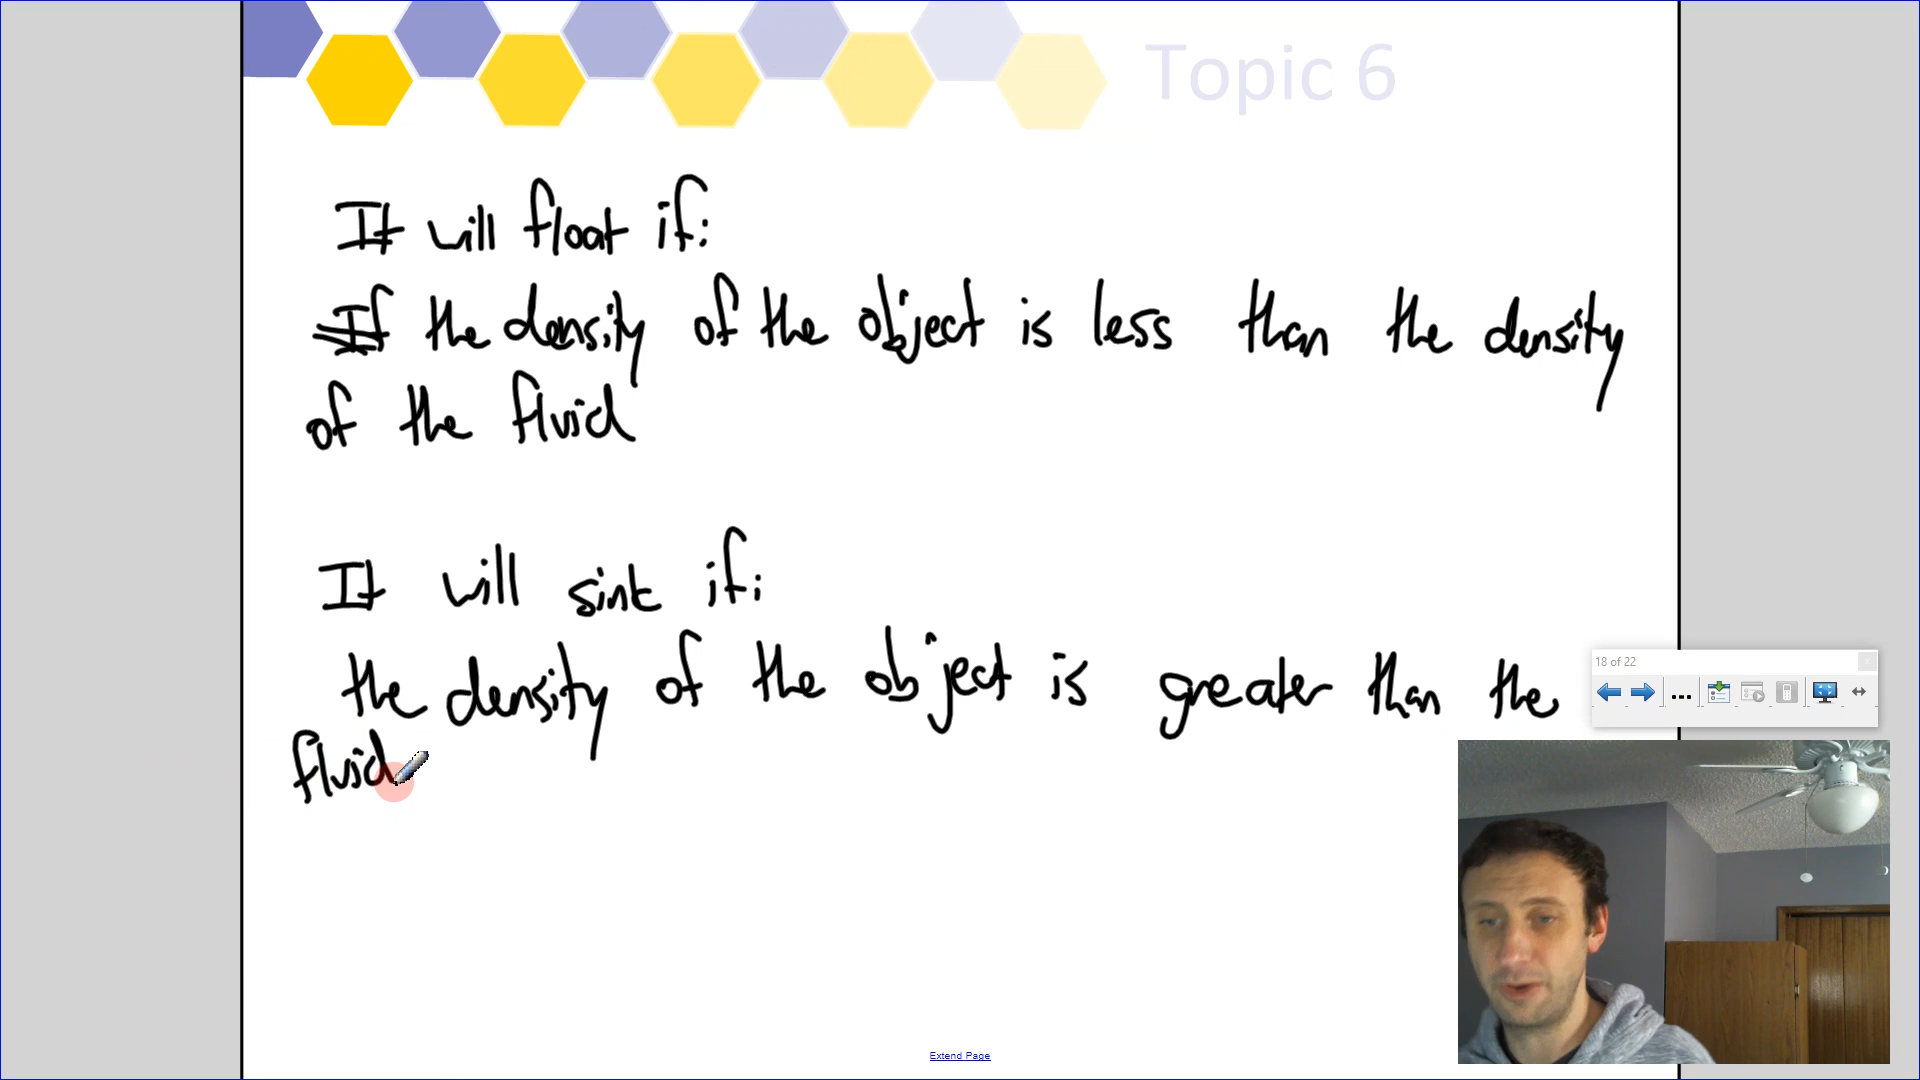 Topic 6
It will float if:
If the density of the object is less than the density
of the fluid
It will sink if:
the density of the object is greater than the
fluid
18 of 22
Extend Page